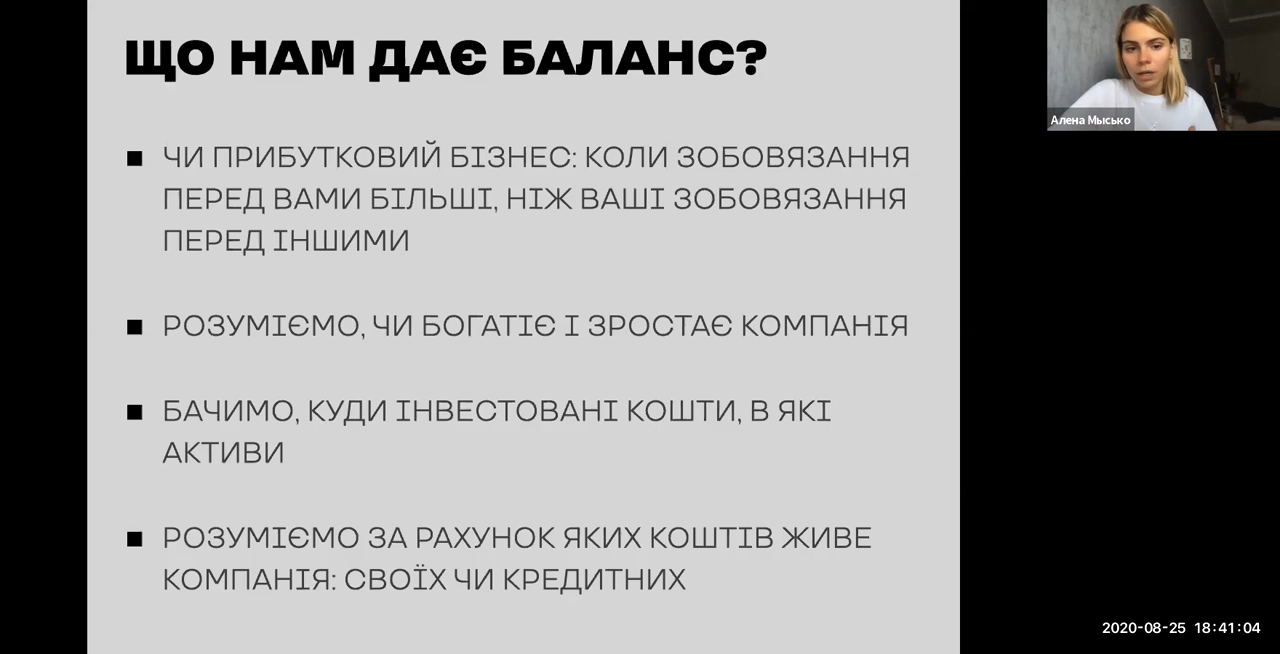 ЩО НАМ ДАЄ БАЛАНС?
▪ ЧИ ПРИБУТКОВИЙ БІЗНЕС: КОЛИ ЗОБОВЯЗАННЯ
ПЕРЕД ВАМИ БІЛЬШІ, НІЖ ВАШІ ЗОБОВЯЗАННЯ
ПЕРЕД ІНШИМИ
▪ РОЗУМІЄМО, ЧИ БОГАТІЄ І ЗРОСТАЄ КОМПАНІЯ
▪ БАЧИМО, КУДИ ІНВЕСТОВАНІ КОШТИ, В ЯКІ
АКТИВИ
▪ РОЗУМІЄМО ЗА РАХУНОК ЯКИХ КОШТІВ ЖИВЕ
КОМПАНІЯ: СВОЇХ ЧИ КРЕДИТНИХ
Алена Мысько
2020-08-25 18:41:04